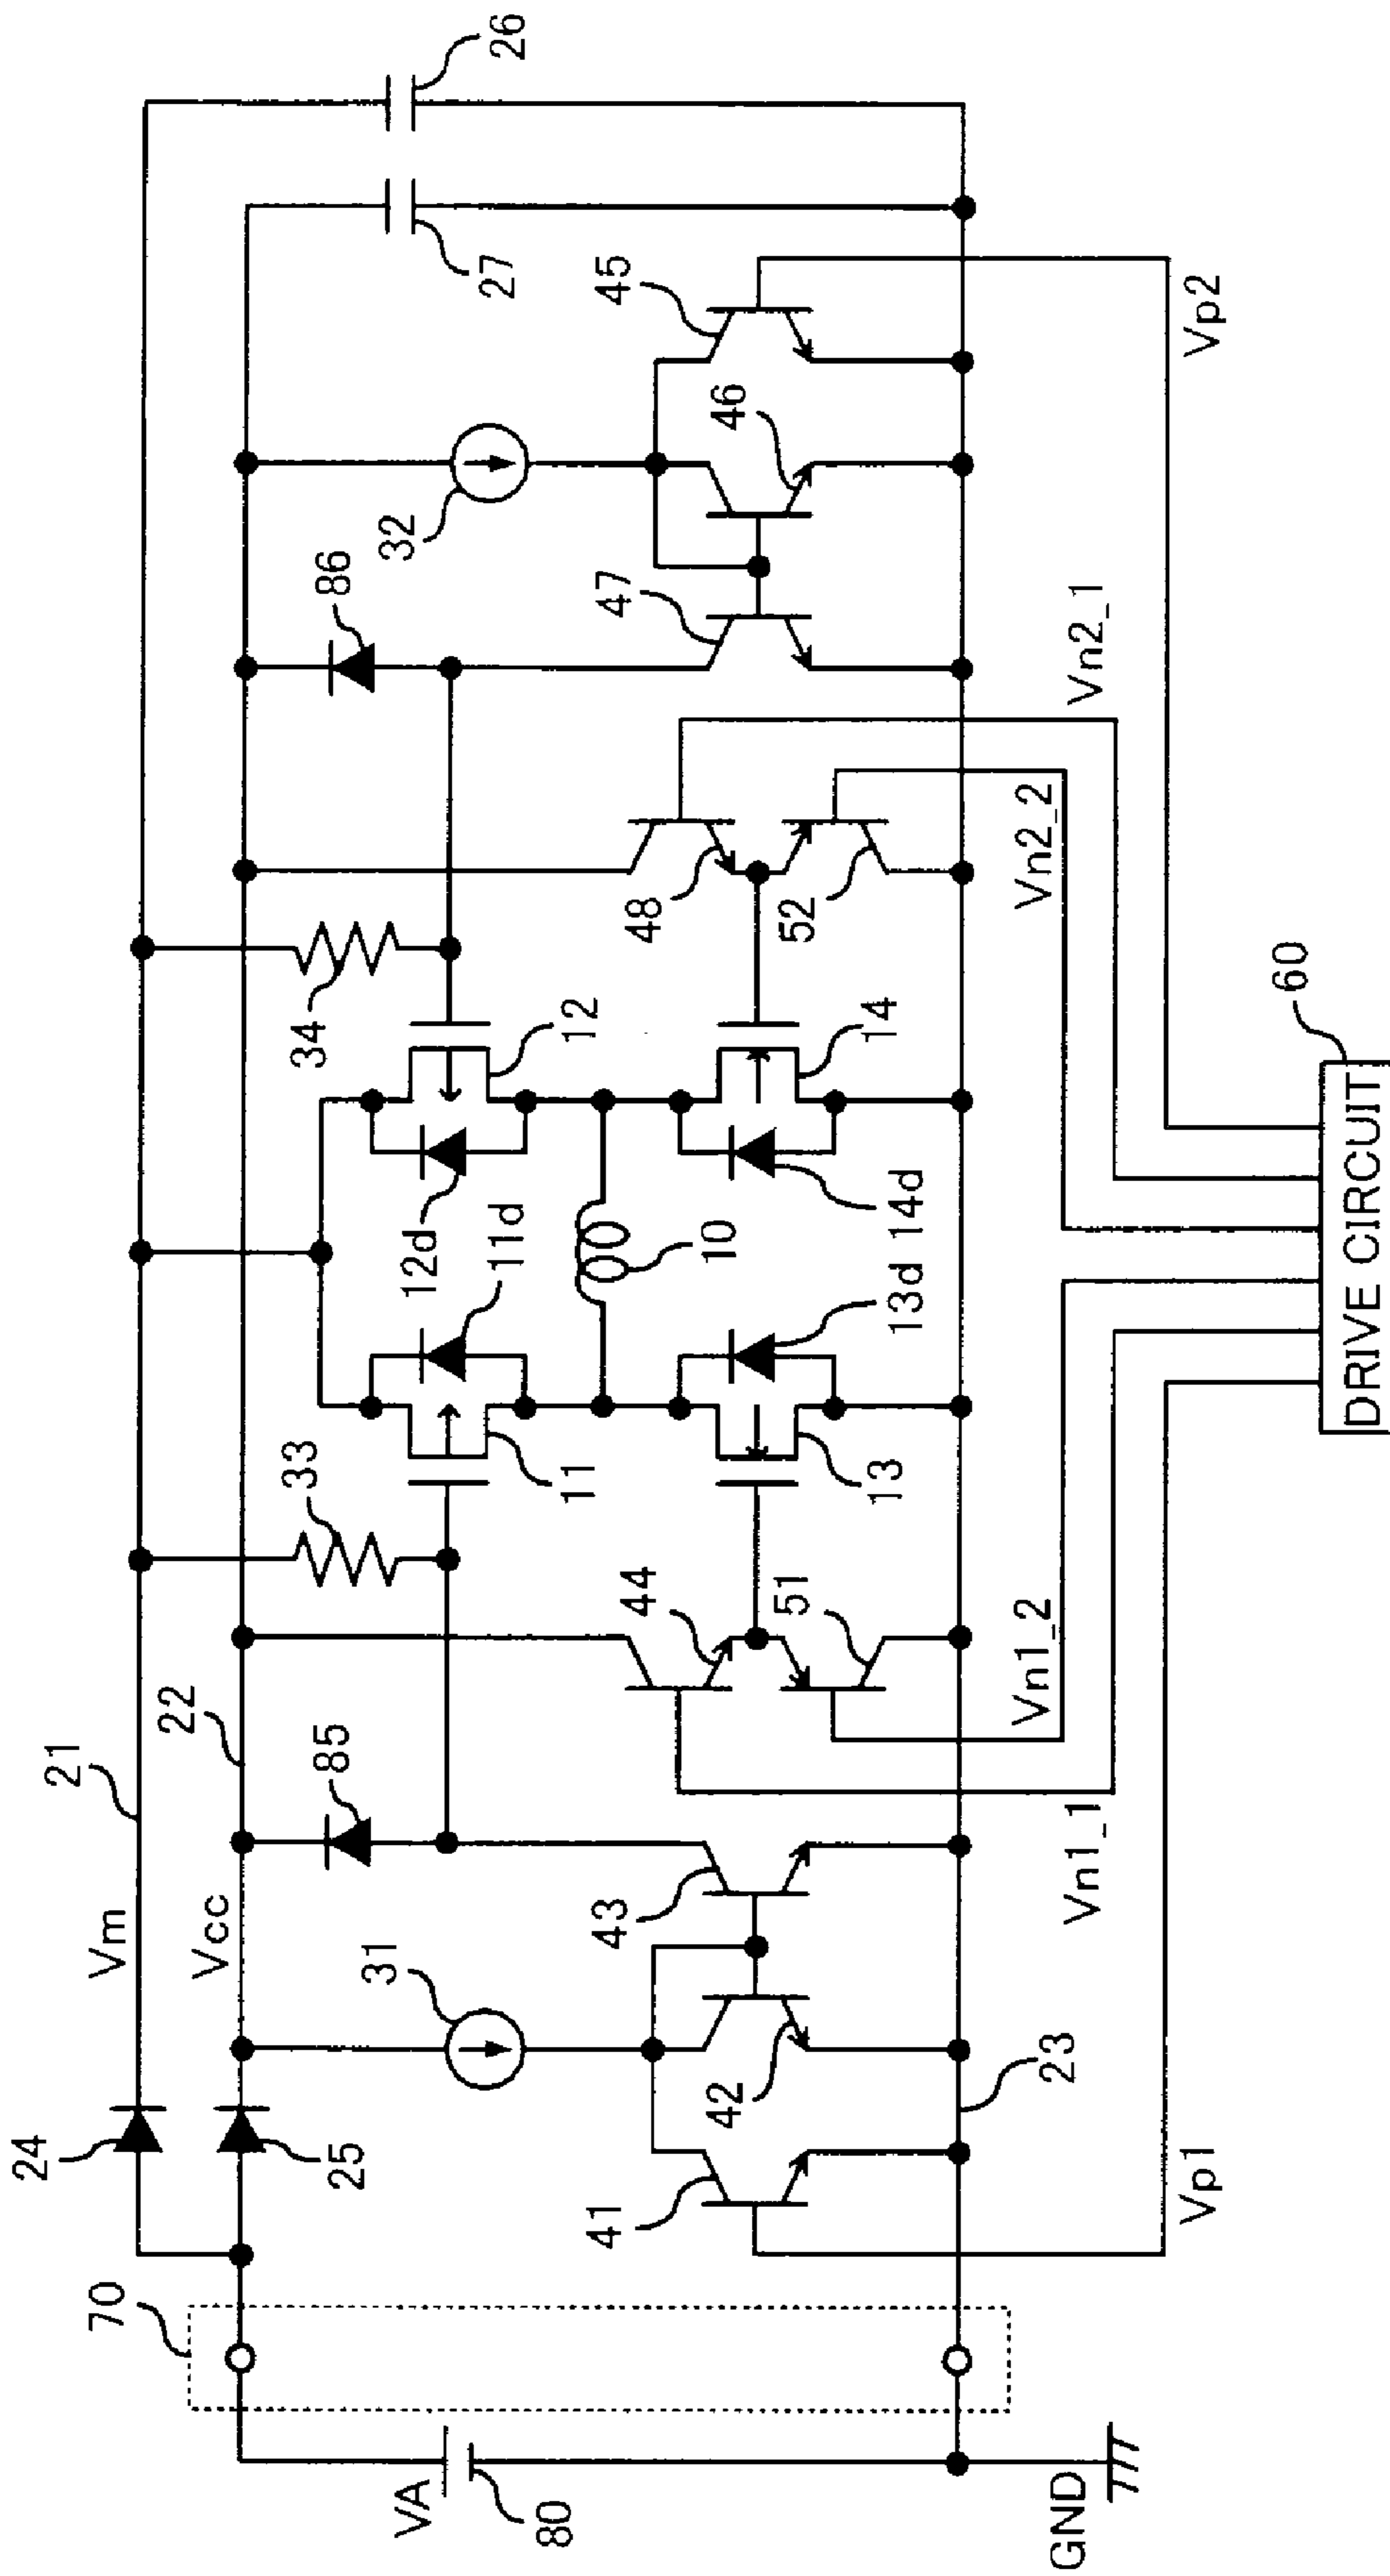 70
24
25
VA
80
GND
21
Vm
22
Vcc
31
85
41
42
43
23
Vp1
Vn1_1
Vn1_2
44
51
33
11
13
11d
12d
10
13d
14d
12
14
34
48
52
86
47
32
46
45
27
26
Vn2_2
Vn2_1
Vp2
60
DRIVE CIRCUIT